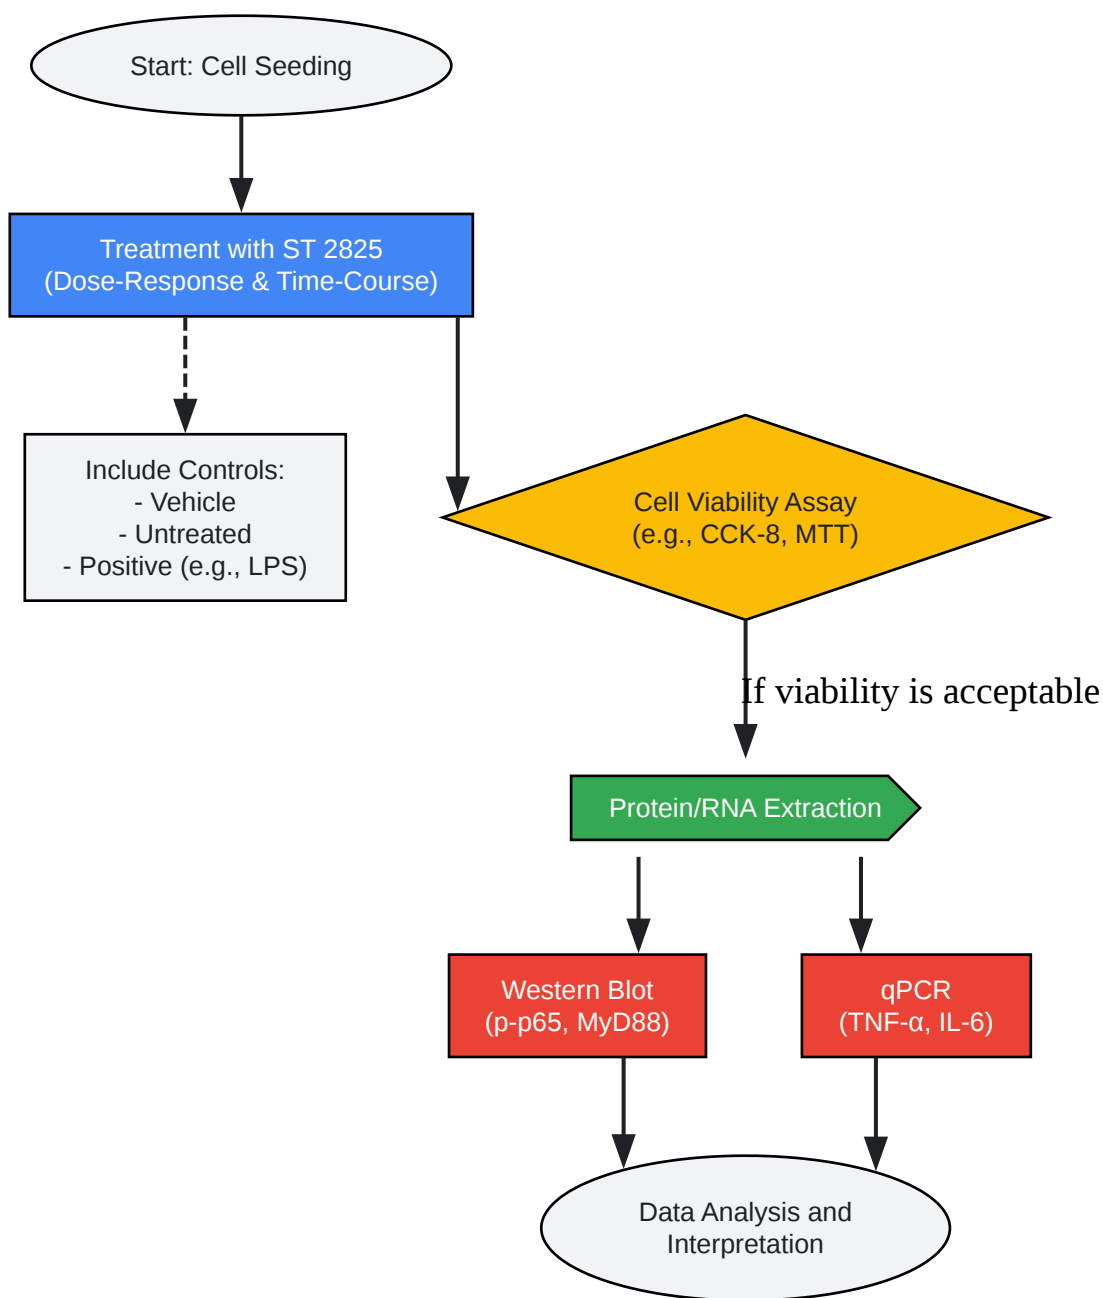 Start: Cell Seeding
Treatment with ST 2825
(Dose-Response & Time-Course)
Include Controls:
- Vehicle
- Untreated
- Positive (e.g., LPS)
Cell Viability Assay
(e.g., CCK-8, MTT)
If viability is acceptable
Protein/RNA Extraction
Western Blot
(p-p65, MyD88)
qPCR
(TNF-α, IL-6)
Data Analysis and
Interpretation